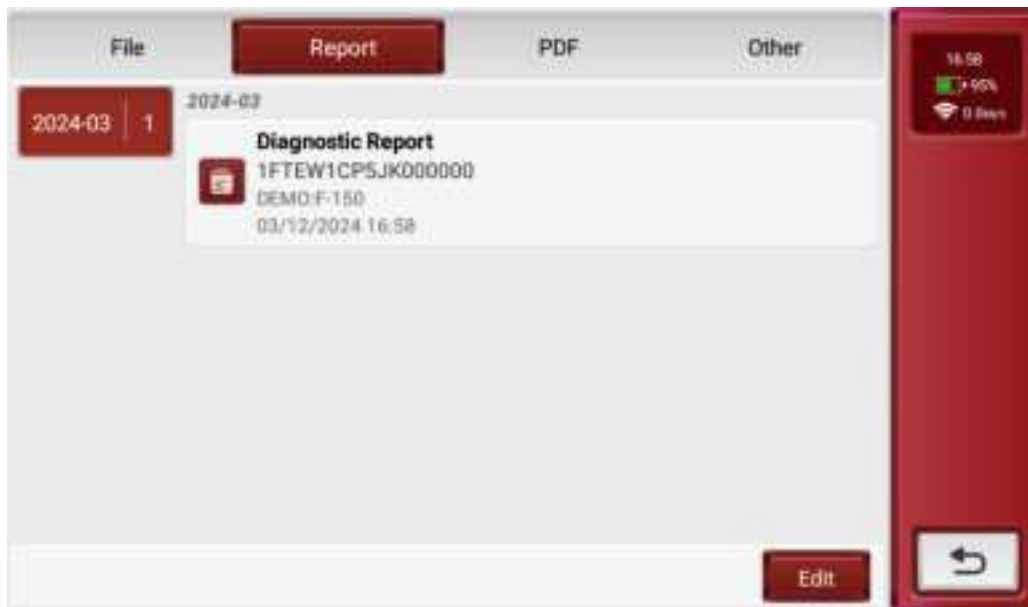 File Report PDF Other
16:58
95%
2024-03 1
2024-03
Diagnostic Report
1FTEW1CP5JK000000
DEMO:F-150
03/12/2024 16:58
Edit